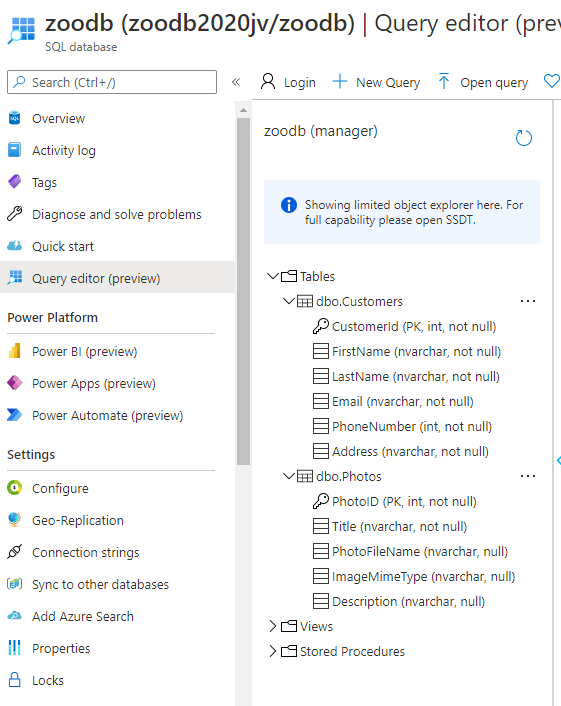 zoodb (zoodb2020jv/zoodb) | Query editor (prev
SQL database
Search (Ctrl+/)
«
Login
New Query
Open query
Overview
Activity log
Tags
Diagnose and solve problems
Quick start
Query editor (preview)
Power Platform
Power BI (preview)
Power Apps (preview)
Power Automate (preview)
Settings
Configure
Geo-Replication
Connection strings
Sync to other databases
Add Azure Search
Properties
Locks
zoodb (manager)
Showing limited object explorer here. For
full capability please open SSDT.
Tables
dbo.Customers ...
CustomerId (PK, int, not null)
FirstName (nvarchar, not null)
LastName (nvarchar, not null)
Email (nvarchar, not null)
PhoneNumber (int, not null)
Address (nvarchar, not null)
dbo.Photos ...
PhotoID (PK, int, not null)
Title (nvarchar, not null)
PhotoFileName (nvarchar, null)
ImageMimeType (nvarchar, null)
Description (nvarchar, null)
Views
Stored Procedures